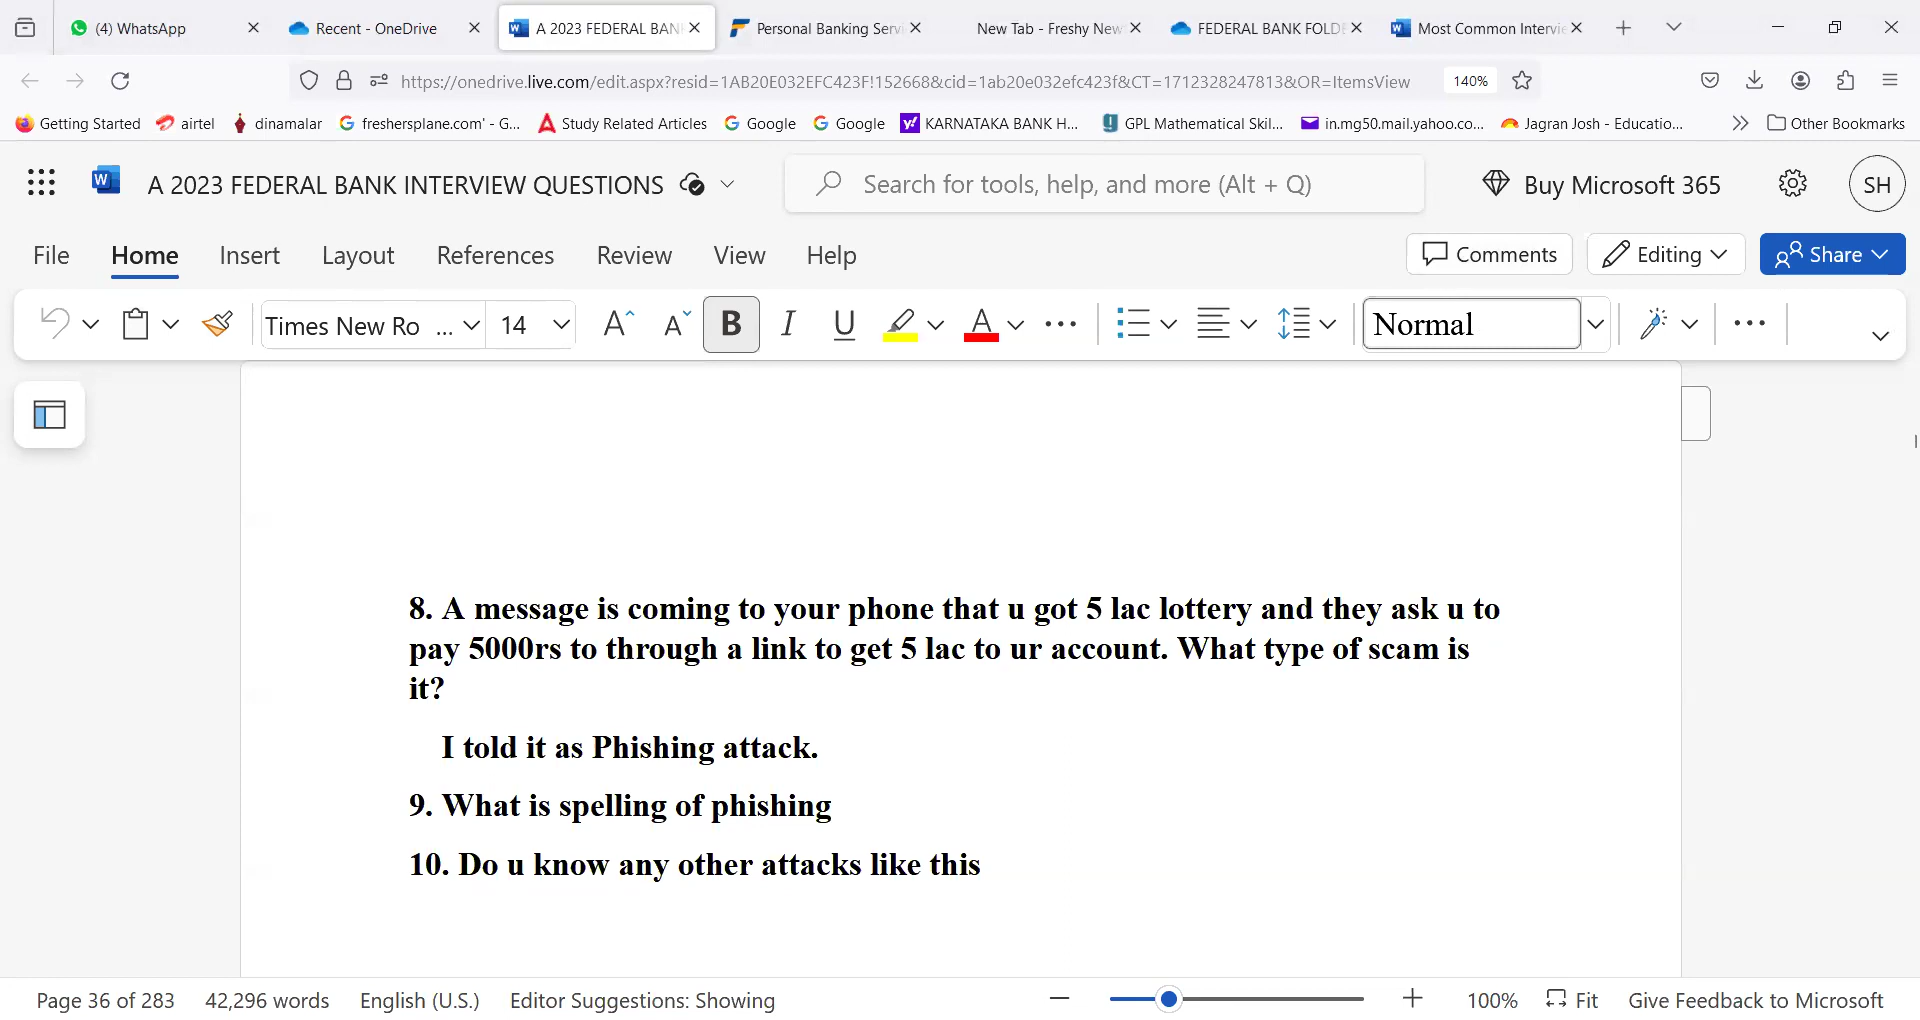 (4) WhatsApp
Recent - OneDrive
A 2023 FEDERAL BAN
Personal Banking Servi
New Tab - Freshy New
FEDERAL BANK FOLDE
Most Common Intervie
https://onedrive.live.com/edit.aspx?resid=1AB20E032EFC423F!152668&cid=1ab20e032efc423f&CT=1712328247813&OR=ItemsView
140%
Getting Started
airtel
dinamalar
freshersplane.com' - G...
Study Related Articles
Google
Google
KARNATAKA BANK H...
GPL Mathematical Skil...
in.mg50.mail.yahoo.co...
Jagran Josh - Educatio...
Other Bookmarks
A 2023 FEDERAL BANK INTERVIEW QUESTIONS
Search for tools, help, and more (Alt + Q)
Buy Microsoft 365
SH
File Home Insert Layout References Review View Help
Comments
Editing
Share
Times New Ro ...
14
Normal
8. A message is coming to your phone that u got 5 lac lottery and they ask u to
pay 5000rs to through a link to get 5 lac to ur account. What type of scam is
it?
I told it as Phishing attack.
9. What is spelling of phishing
10. Do u know any other attacks like this
Page 36 of 283
42,296 words
English (U.S.)
Editor Suggestions: Showing
100%
Fit
Give Feedback to Microsoft